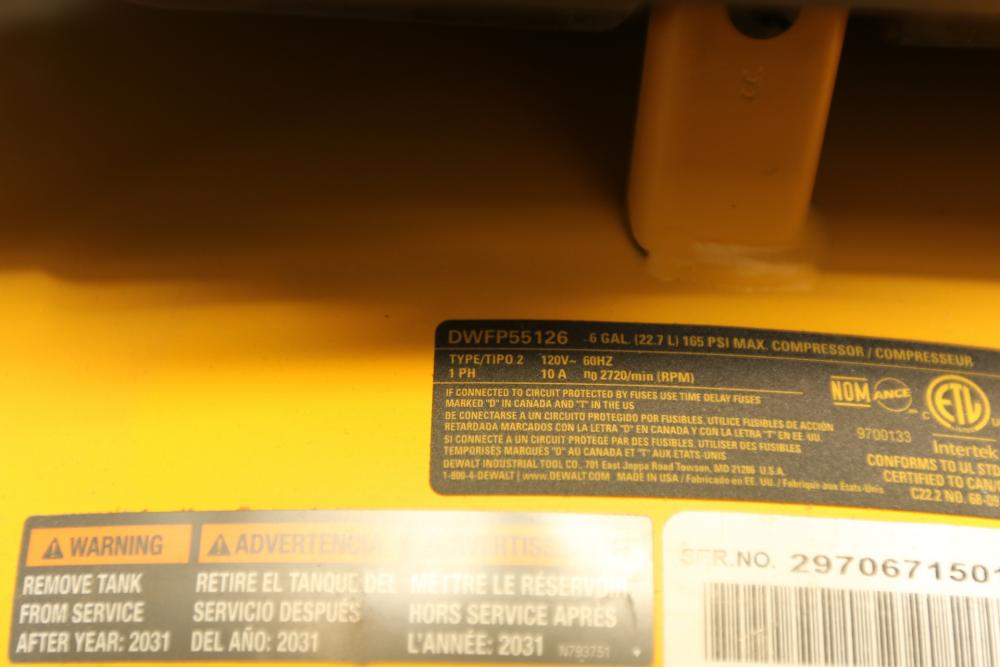 DWFP55126 6 GAL. (22.7 L) 165 PSI MAX. COMPRESSOR / COMPRESSEUR
TYPE/TIPO 2 120V~ 60HZ
1 PH 10 A n0 2720/min (RPM)
IF CONNECTED TO CIRCUIT PROTECTED BY FUSES USE TIME DELAY FUSES
MARKED "D" IN CANADA AND "T" IN THE US
DE CONECTARSE A UN CIRCUITO PROTEGIDO POR FUSIBLES, UTILICE FUSIBLES DE ACCIÓN
RETARDADA MARCADOS CON LA LETRA "D" EN CANADA Y CON LA LETRA "T" EN EE. UU.
SI CONNECTÉ À UN CIRCUIT PROTÉGÉ PAR DES FUSIBLES, UTILISER DES FUSIBLES
TEMPORISÉS MARQUÉS "D" AU CANADA ET "T" AUX ÉTATS-UNIS
DEWALT INDUSTRIAL TOOL CO., 701 East Joppa Road Towson, MD 21286 U.S.A.
1-800-4-DEWALT | www.DEWALT.COM MADE IN USA / Fabricado en EE. UU. / Fabriqué aux États-Unis
NOM ANCE
C ETL
9700133
Intertek
CONFORMS TO UL STD
CERTIFIED TO CAN/
C22.2 NO. 68-09
WARNING
REMOVE TANK
FROM SERVICE
AFTER YEAR: 2031
ADVERTENCIA
RETIRE EL TANQUE DEL
SERVICIO DESPUÉS
DEL AÑO: 2031
METTRE LE RÉSERVOIR
HORS SERVICE APRÈS
L'ANNÉE: 2031
N793751
SER.NO. 2970671501